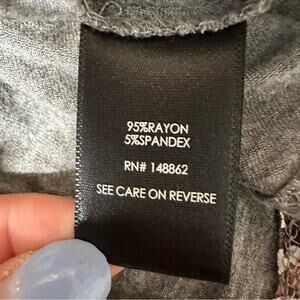 95%RAYON
5%SPANDEX
RN# 148862
SEE CARE ON REVERSE